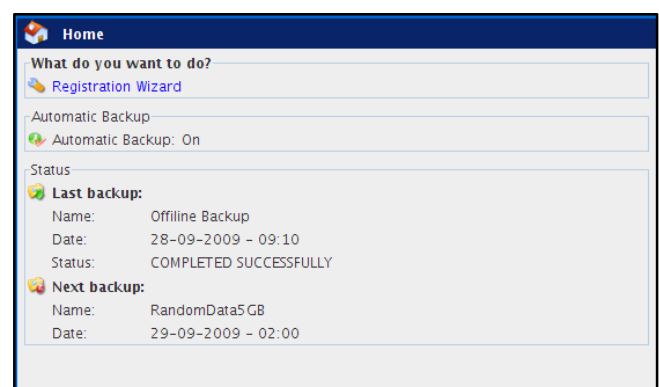 Home
What do you want to do?
Registration Wizard
Automatic Backup
Automatic Backup: On
Status
Last backup:
Name: Offiline Backup
Date: 28-09-2009 - 09:10
Status: COMPLETED SUCCESSFULLY
Next backup:
Name: RandomData5GB
Date: 29-09-2009 - 02:00